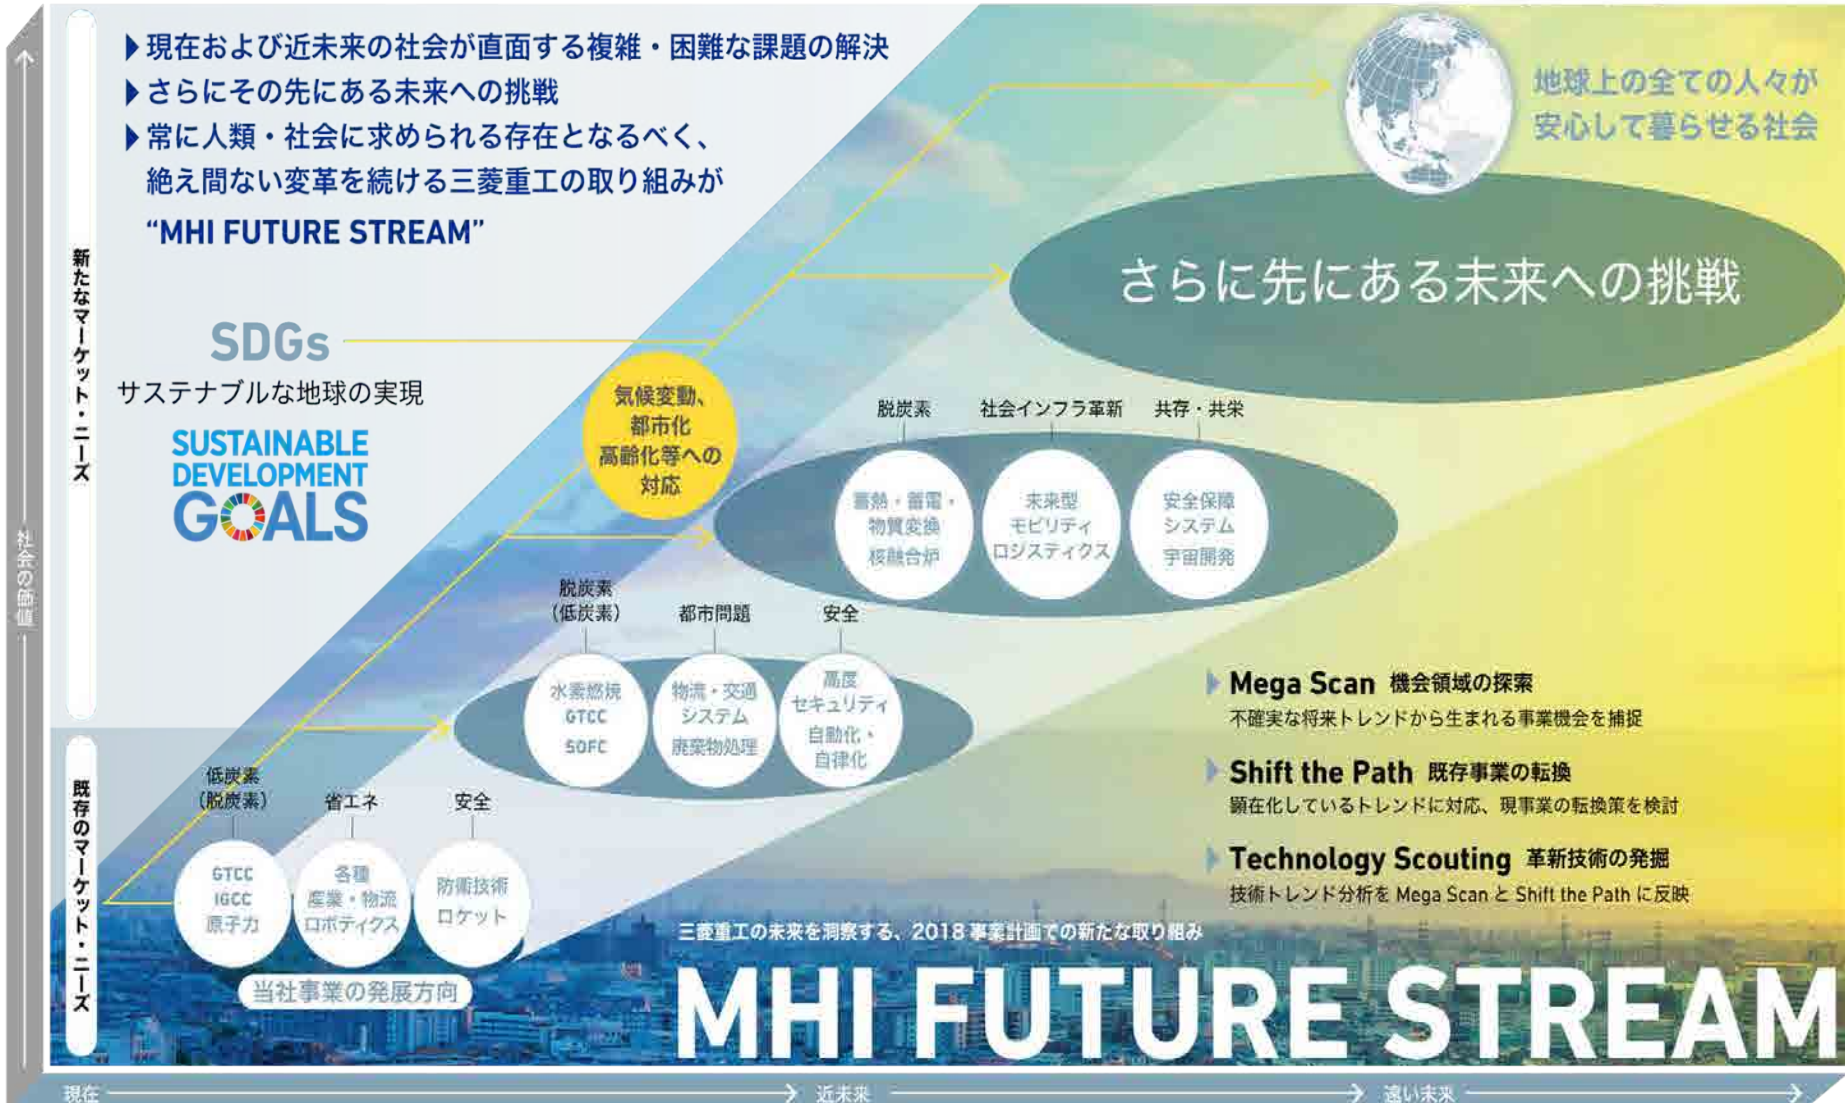 ▶現在および近未来の社会が直面する複雑・困難な課題の解決
▶さらにその先にある未来への挑戦
▶常に人類・社会に求められる存在となるべく、
絶え間ない変革を続ける三菱重工の取り組みが
“MHI FUTURE STREAM”
地球上の全ての人々が
安心して暮らせる社会
さらに先にある未来への挑戦
新たなマーケット・ニーズ
社会の価値
既存のマーケット・ニーズ
SDGs
サステナブルな地球の実現
SUSTAINABLE
DEVELOPMENT
GOALS
気候変動、
都市化
高齢化等への
対応
脱炭素
社会インフラ革新
共存・共栄
蓄熱・蓄電・
物質変換
核融合炉
未来型
モビリティ
ロジスティクス
安全保障
システム
宇宙開発
脱炭素
(低炭素)
都市問題
安全
水素燃焼
GTCC
SOFC
物流・交通
システム
廃棄物処理
高度
セキュリティ
自動化・
自律化
低炭素
(脱炭素)
省エネ
安全
GTCC
IGCC
原子力
各種
産業・物流
ロボティクス
防衛技術
ロケット
当社事業の発展方向
Mega Scan 機会領域の探索
不確実な将来トレンドから生まれる事業機会を捕捉
Shift the Path 既存事業の転換
顕在化しているトレンドに対応、現事業の転換策を検討
Technology Scouting 革新技術の発掘
技術トレンド分析を Mega Scan と Shift the Path に反映
三菱重工の未来を洞察する、2018 事業計画での新たな取り組み
MHI FUTURE STREAM
現在
近未来
遠い未来